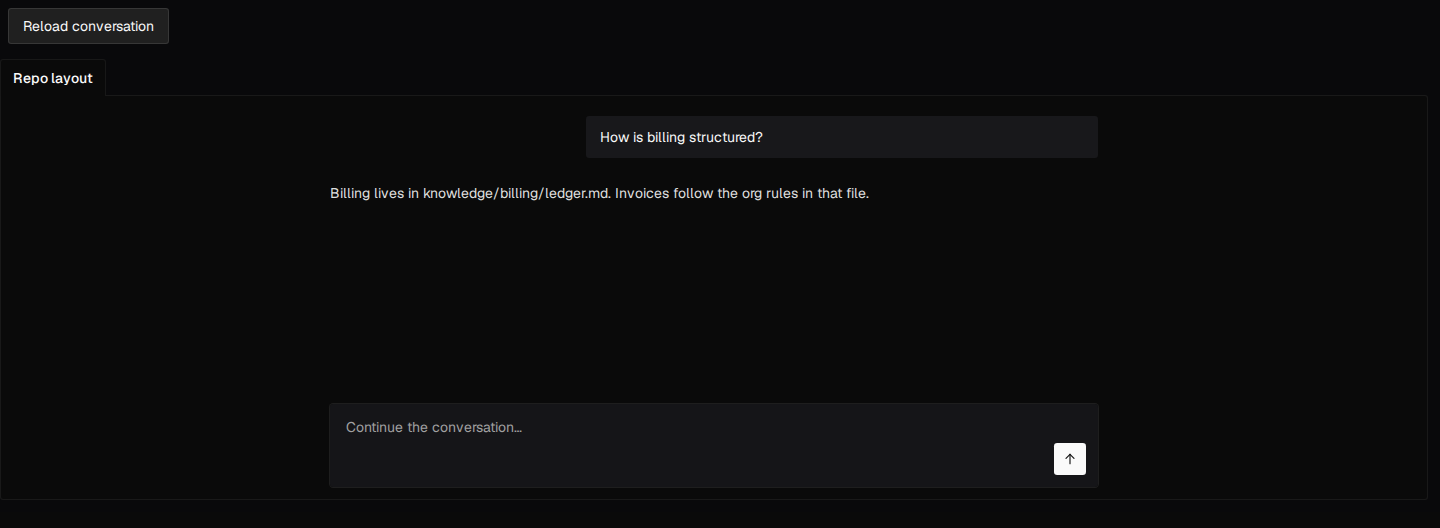 Reload conversation
Repo layout
How is billing structured?
Billing lives in knowledge/billing/ledger.md. Invoices follow the org rules in that file.
Continue the conversation…